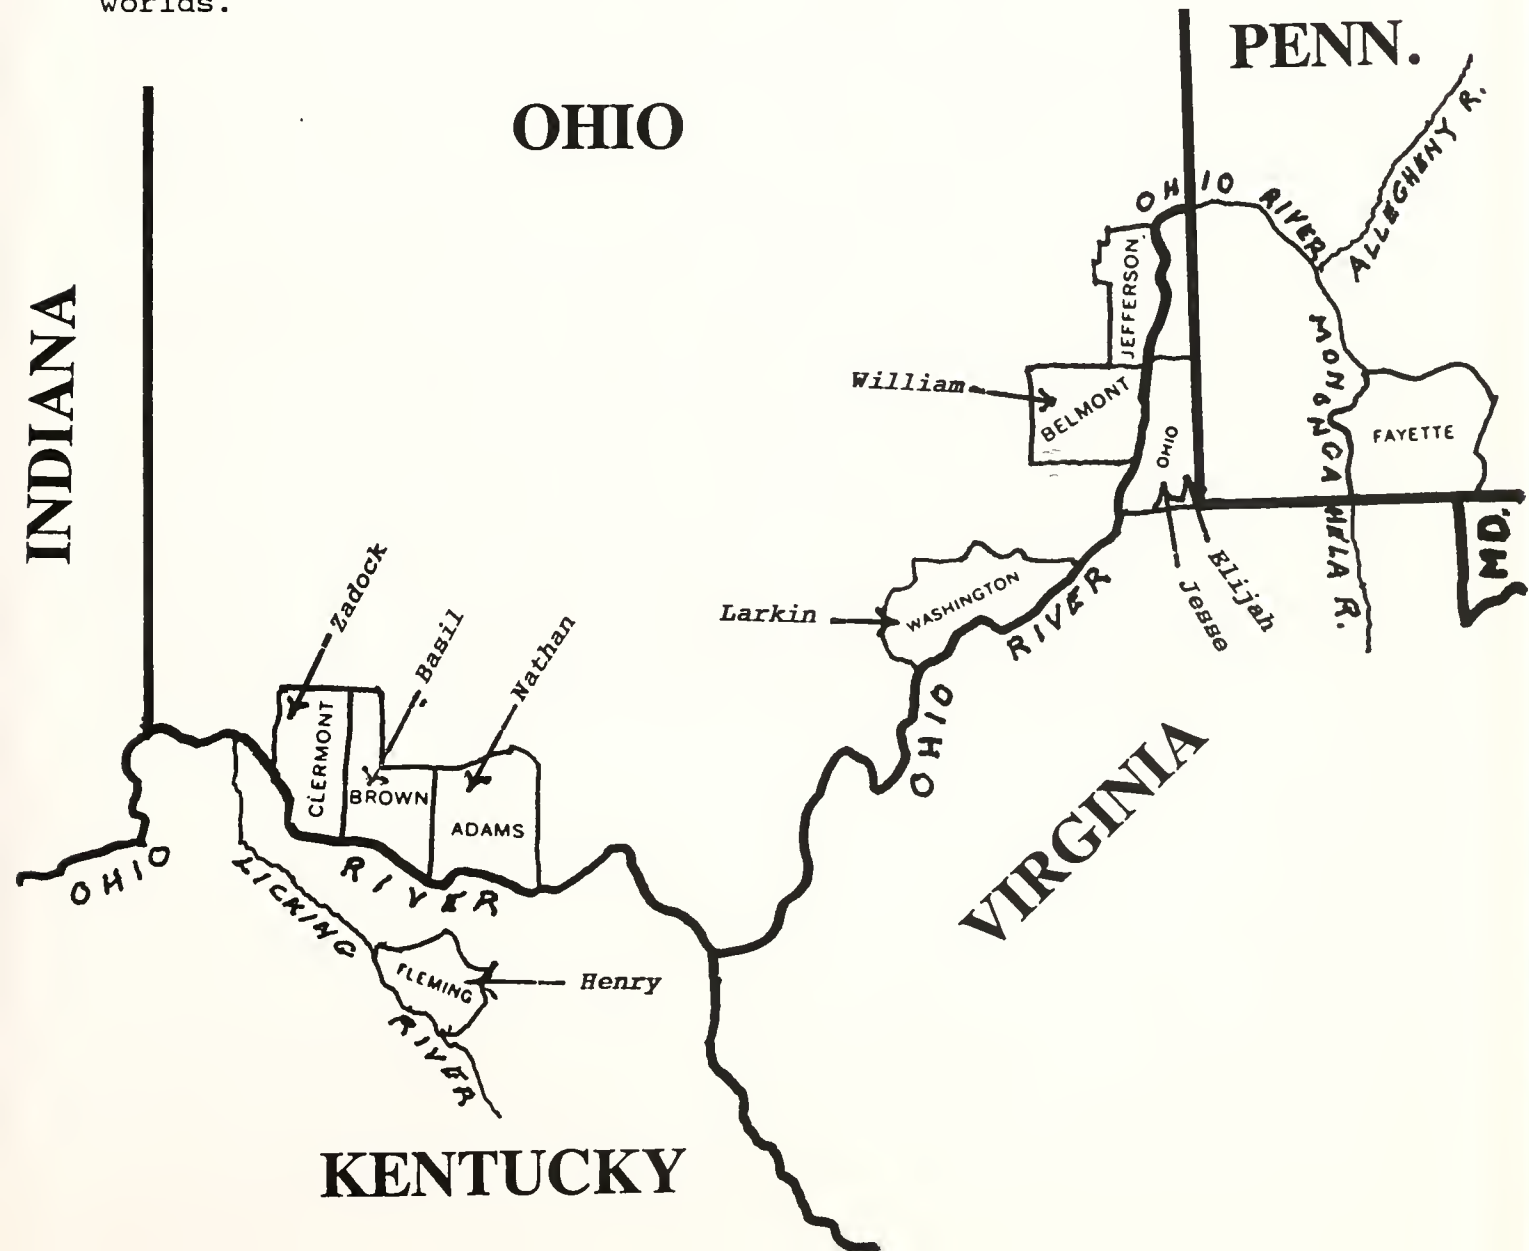 worlds.
PENN.
OHIO
INDIANA
OHIO RIVER
ALLEGHENY R.
JEFFERSON
MONONGAHELA R.
William
BELMONT
OHIO
FAYETTE
MD.
Elijah
Jesse
Larkin
WASHINGTON
OHIO RIVER
Zadock
Basil
Nathan
CLERMONT
BROWN
ADAMS
OHIO RIVER
LICKING RIVER
FLEMING
Henry
VIRGINIA
KENTUCKY